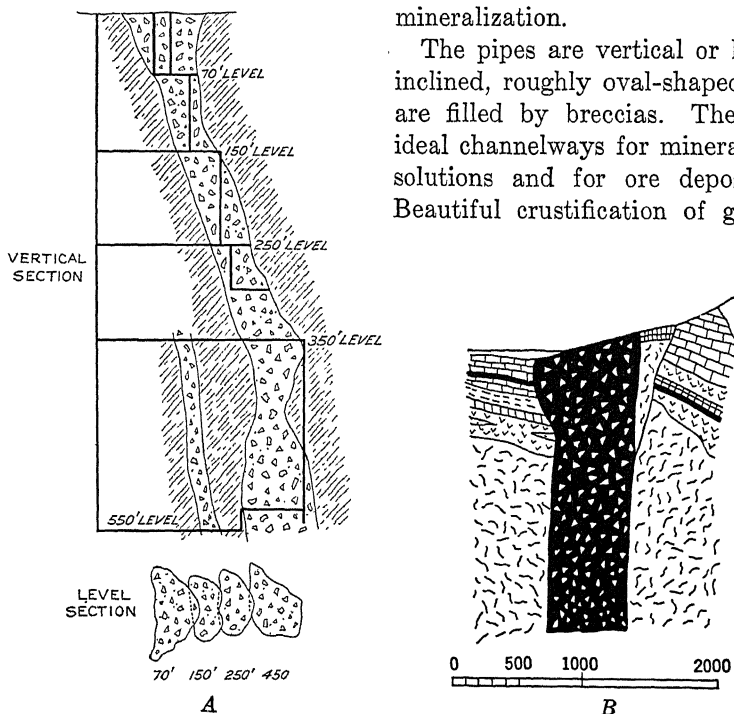 mineralization.
The pipes are vertical or
inclined, roughly oval-shaped
are filled by breccias. The
ideal channelways for minera
solutions and for ore depo
Beautiful crustification of g
70' LEVEL
150' LEVEL
250' LEVEL
VERTICAL
SECTION
350' LEVEL
550' LEVEL
LEVEL
SECTION
70' 150' 250' 450
A
0 500 1000 2000
B